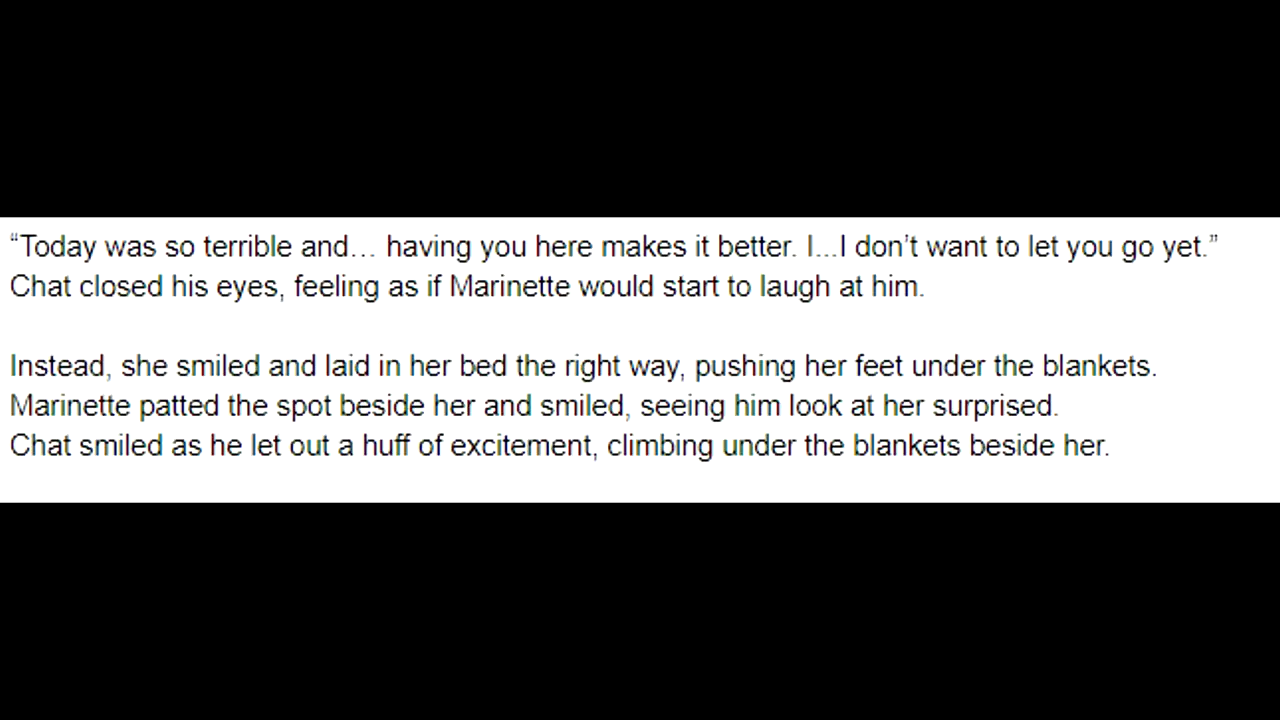 “Today was so terrible and… having you here makes it better. I...I don’t want to let you go yet.”
Chat closed his eyes, feeling as if Marinette would start to laugh at him.
Instead, she smiled and laid in her bed the right way, pushing her feet under the blankets.
Marinette patted the spot beside her and smiled, seeing him look at her surprised.
Chat smiled as he let out a huff of excitement, climbing under the blankets beside her.